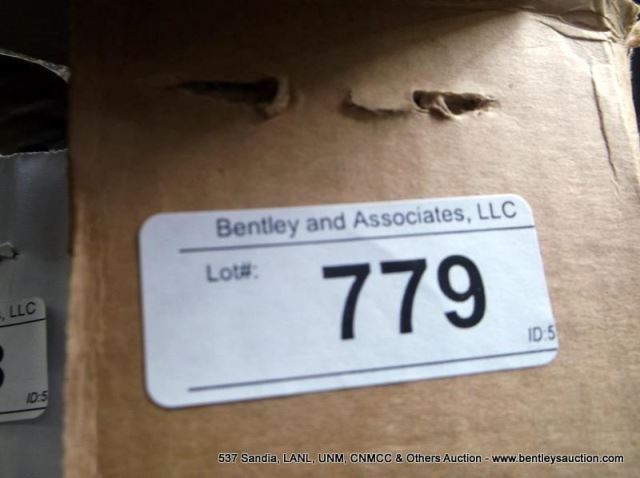 Bentley and Associates, LLC
Lot#:
779
ID:5
, LLC
ID:5
537 Sandia, LANL, UNM, CNMCC & Others Auction - www.bentleysauction.com